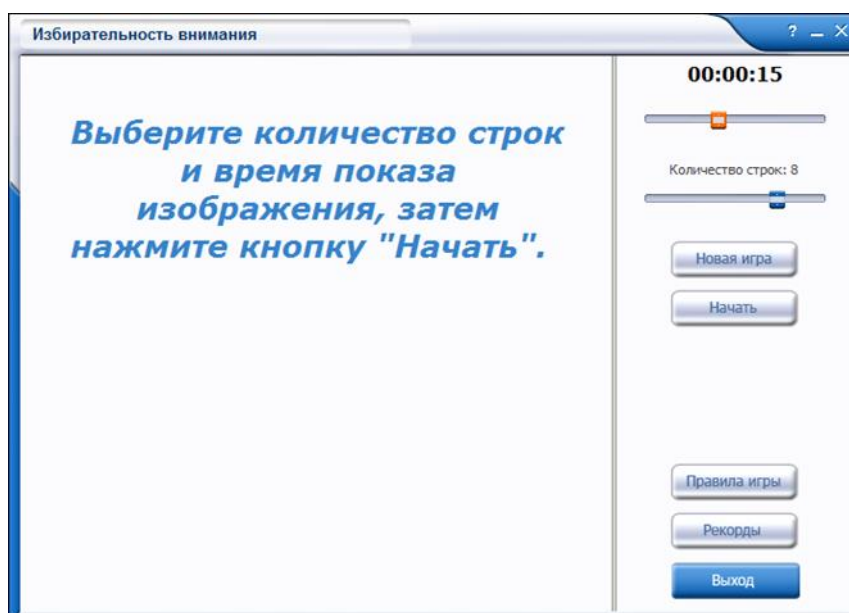 Избирательность внимания
? _ X
00:00:15
Выберите количество строк
и время показа
изображения, затем
нажмите кнопку "Начать".
Количество строк: 8
Новая игра
Начать
Правила игры
Рекорды
Выход